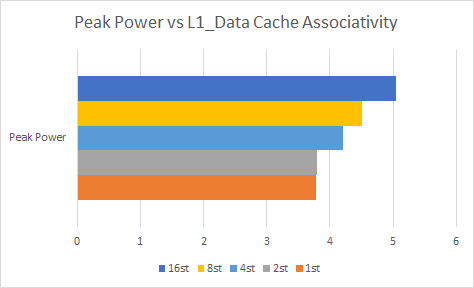 Peak Power vs L1_Data Cache Associativity
Peak Power
0 1 2 3 4 5 6
16st 8st 4st 2st 1st